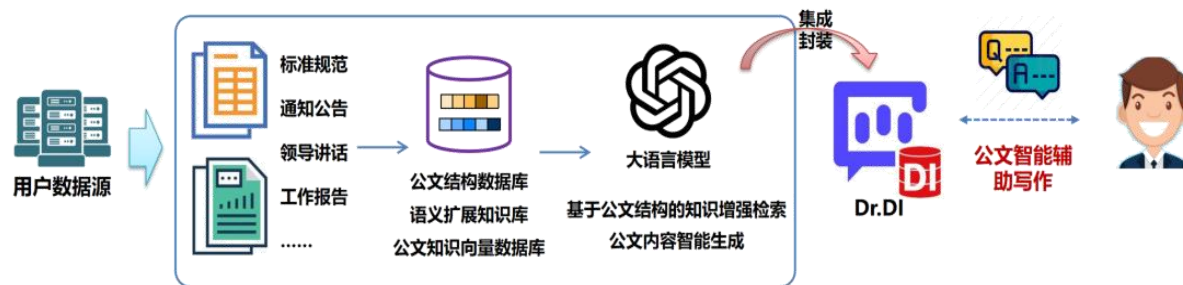 用户数据源
标准规范
通知公告
领导讲话
工作报告
......
公文结构数据库
语义扩展知识库
公文知识向量数据库
大语言模型
基于公文结构的知识增强检索
公文内容智能生成
集成
封装
DI
Dr.DI
Q---
A---
公文智能辅
助写作